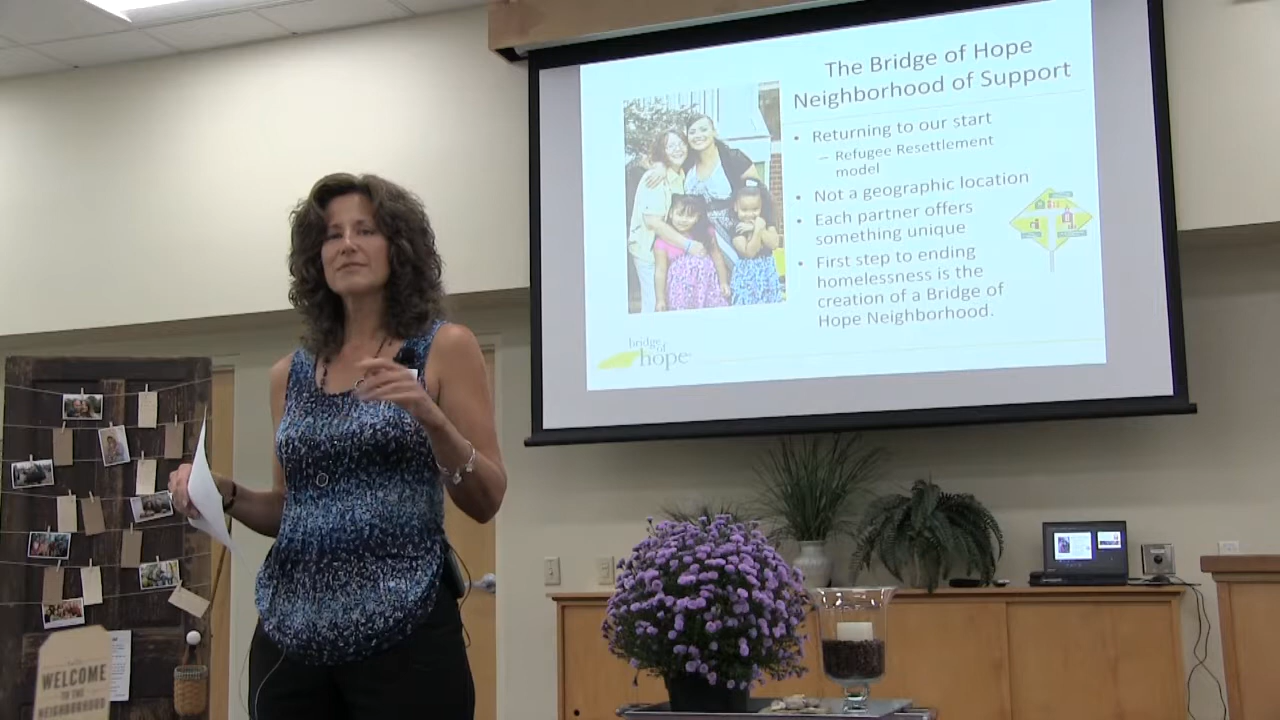 The Bridge of Hope
Neighborhood of Support
• Returning to our start
– Refugee Resettlement
model
• Not a geographic location
• Each partner offers
something unique
• First step to ending
homelessness is the
creation of a Bridge of
Hope Neighborhood.
bridge
of
hope
WELCOME
TO THE
NEIGHBORHOOD